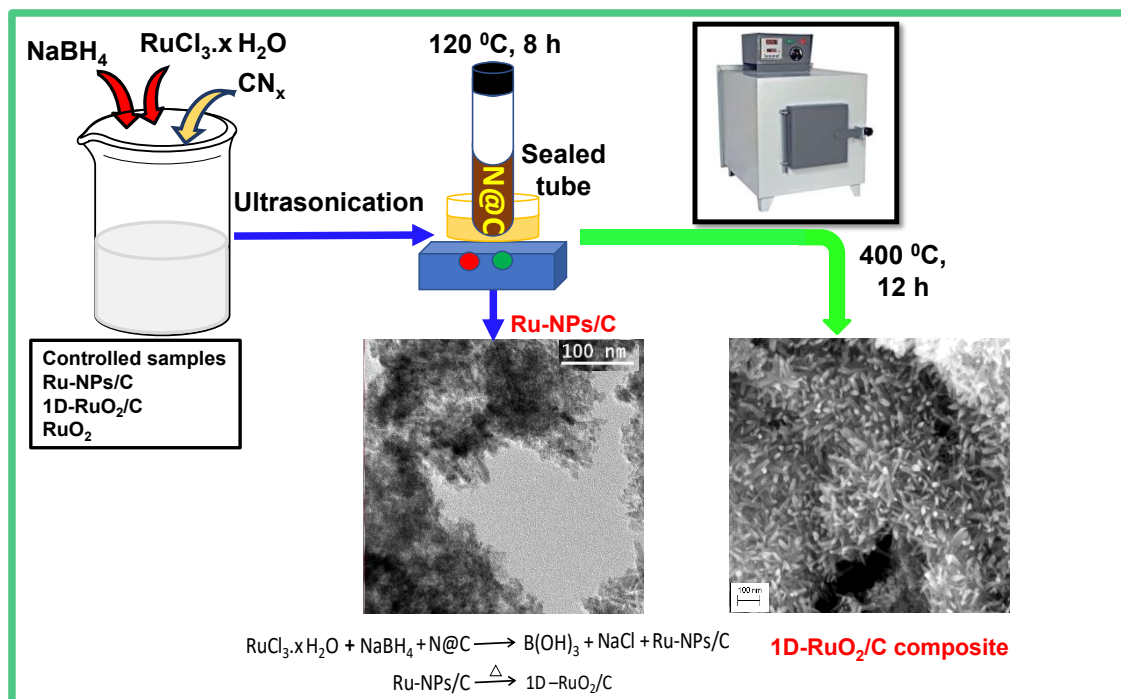 NaBH₄
RuCl₃.x H₂O
CNₓ
Ultrasonication
120 ⁰C, 8 h
N@C
Sealed
tube
400 ⁰C,
12 h
Controlled samples
Ru-NPs/C
1D-RuO₂/C
RuO₂
Ru-NPs/C
100 nm
100 nm
RuCl₃.x H₂O + NaBH₄ + N@C ⟶ B(OH)₃ + NaCl + Ru-NPs/C
Ru-NPs/C △⟶ 1D–RuO₂/C
1D-RuO₂/C composite